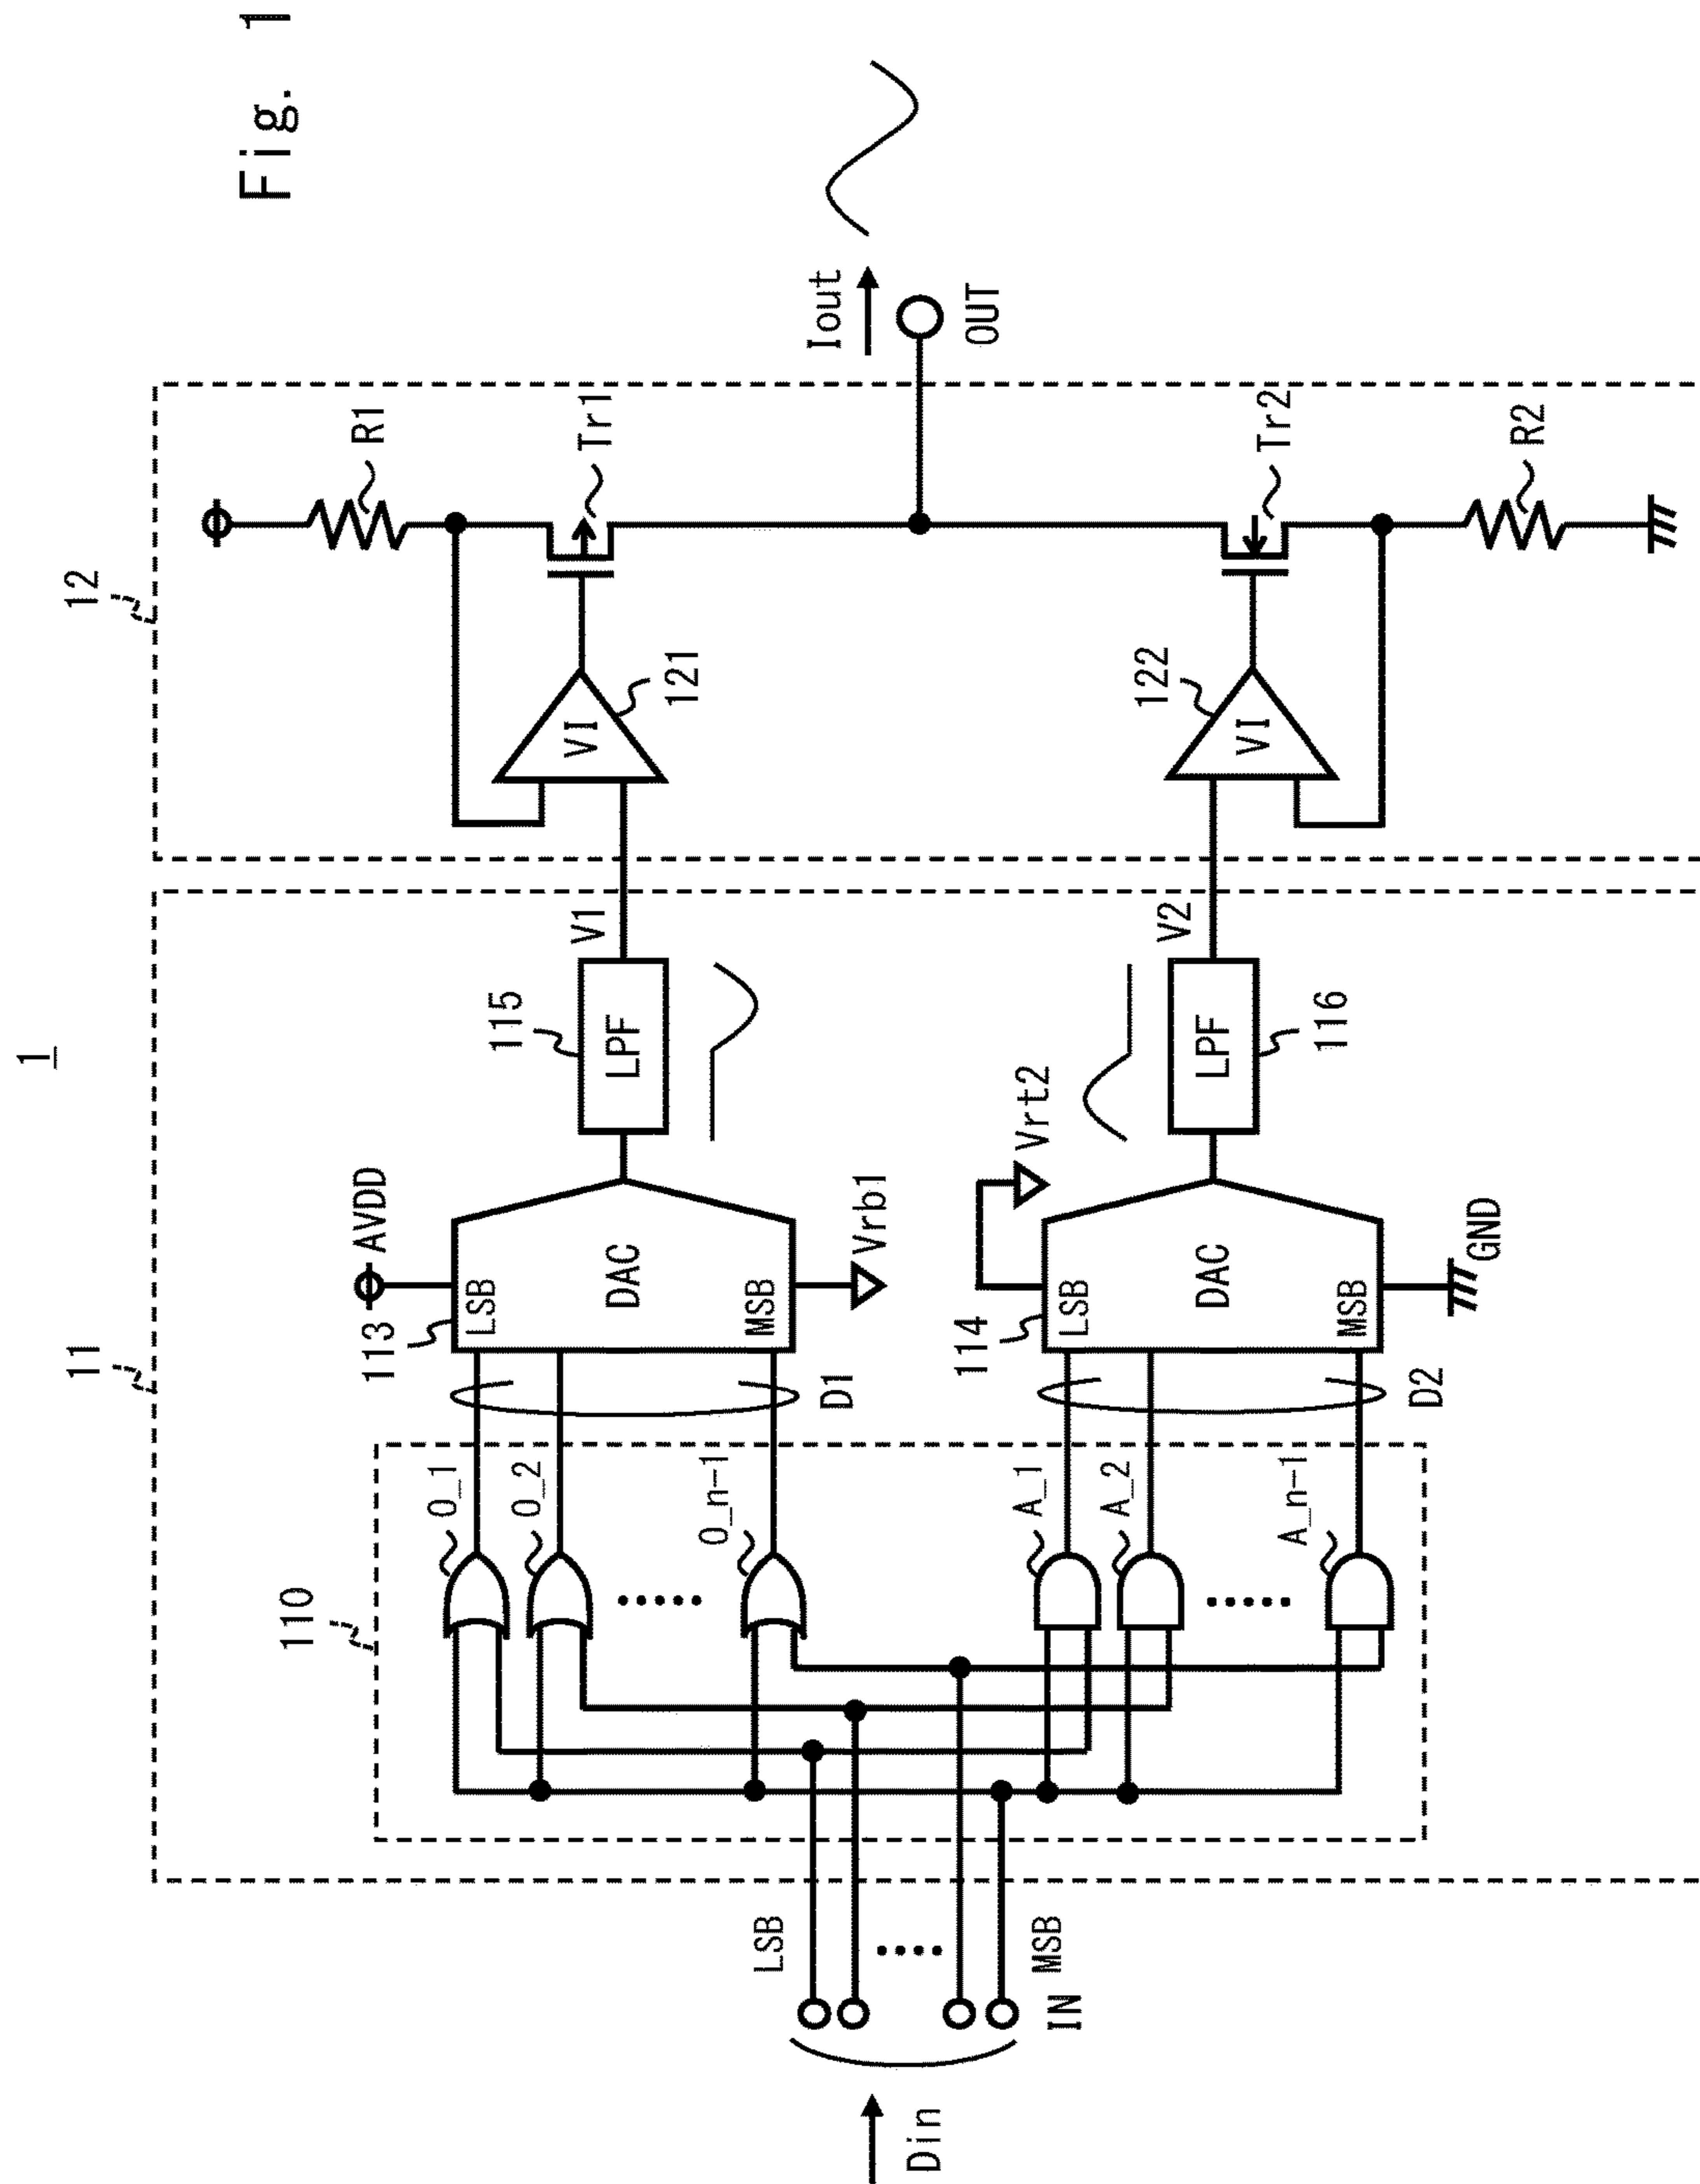 Fig. 1
1
11
12
110
Din
LSB
MSB
IN
O_1
O_2
O_n-1
A_1
A_2
A_n-1
D1
D2
113
AVDD
LSB
DAC
MSB
Vrb1
114
Vrt2
LSB
DAC
MSB
GND
115
LPF
V1
116
LPF
V2
VI
121
VI
122
R1
Tr1
Tr2
R2
Iout
OUT